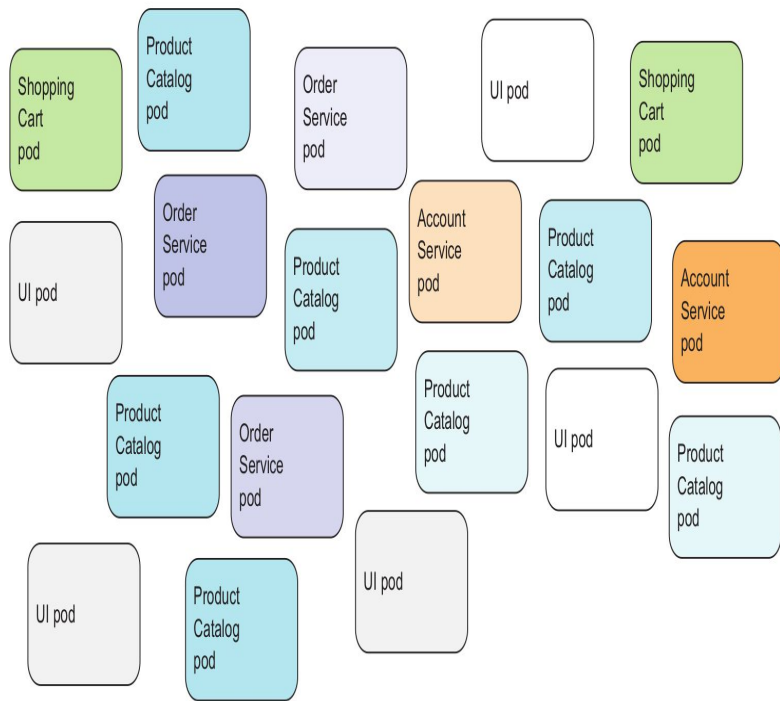 Shopping
Cart
pod
Product
Catalog
pod
Order
Service
pod
UI pod
Shopping
Cart
pod
UI pod
Order
Service
pod
Product
Catalog
pod
Account
Service
pod
Product
Catalog
pod
Account
Service
pod
Product
Catalog
pod
Order
Service
pod
Product
Catalog
pod
UI pod
Product
Catalog
pod
UI pod
Product
Catalog
pod
UI pod